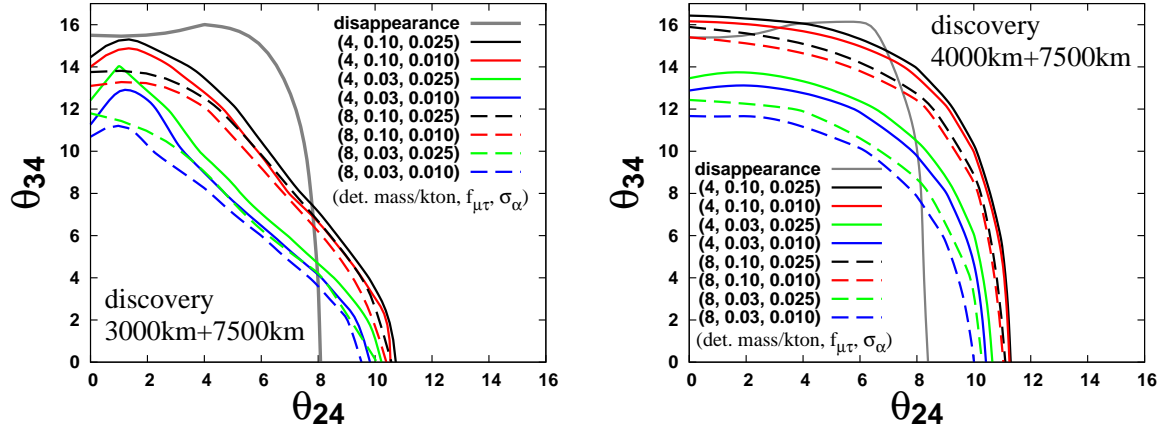 16
14
12
10
8
6
4
2
0
θ34
disappearance
(4, 0.10, 0.025)
(4, 0.10, 0.010)
(4, 0.03, 0.025)
(4, 0.03, 0.010)
(8, 0.10, 0.025)
(8, 0.10, 0.010)
(8, 0.03, 0.025)
(8, 0.03, 0.010)
(det. mass/kton, fμτ, σα)
discovery
3000km+7500km
0 2 4 6 8 10 12 14 16
θ24
16
14
12
10
8
6
4
2
0
θ34
discovery
4000km+7500km
disappearance
(4, 0.10, 0.025)
(4, 0.10, 0.010)
(4, 0.03, 0.025)
(4, 0.03, 0.010)
(8, 0.10, 0.025)
(8, 0.10, 0.010)
(8, 0.03, 0.025)
(8, 0.03, 0.010)
(det. mass/kton, fμτ, σα)
0 2 4 6 8 10 12 14 16
θ24